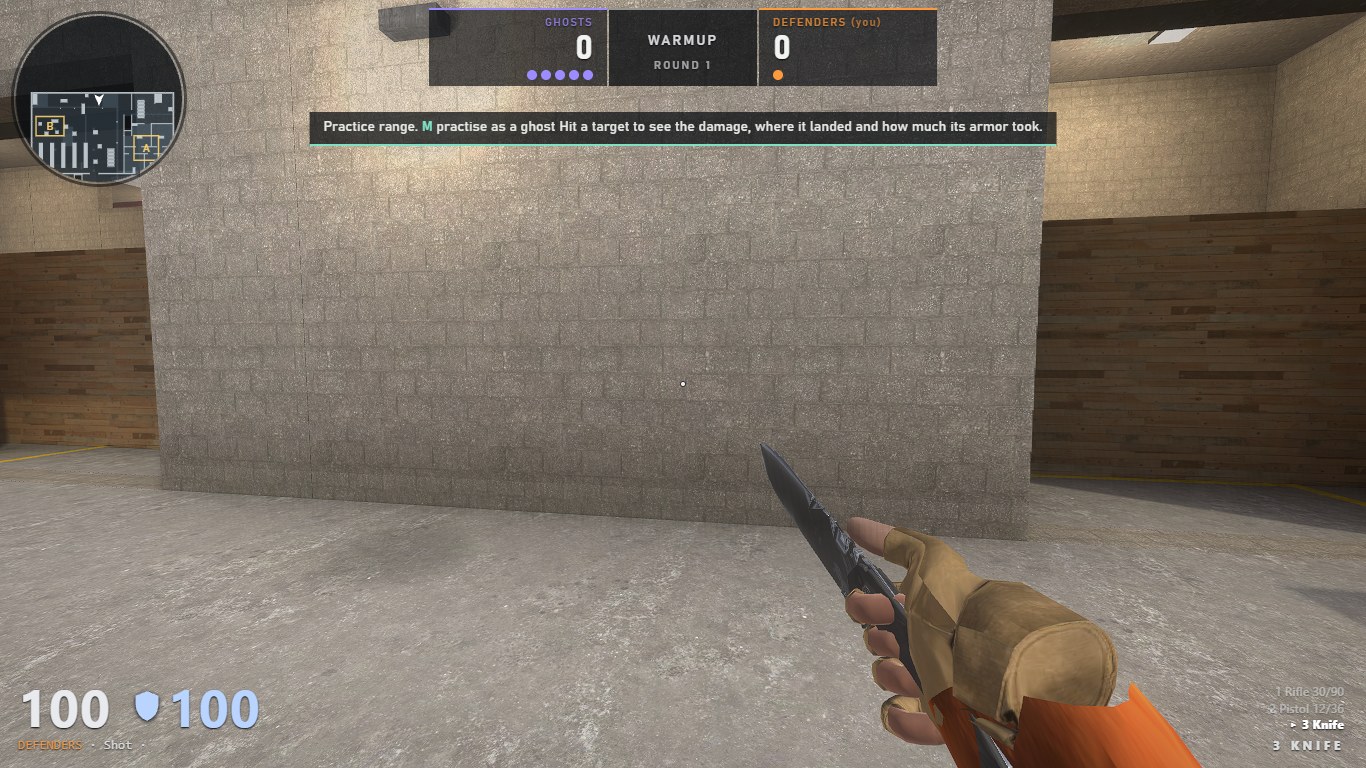 GHOSTS
0
WARMUP
ROUND 1
DEFENDERS (you)
0
Practice range. M practise as a ghost Hit a target to see the damage, where it landed and how much its armor took.
B
A
100 100
DEFENDERS · Shot ·
1 Rifle 30/90
2 Pistol 12/36
▸ 3 Knife
3 KNIFE